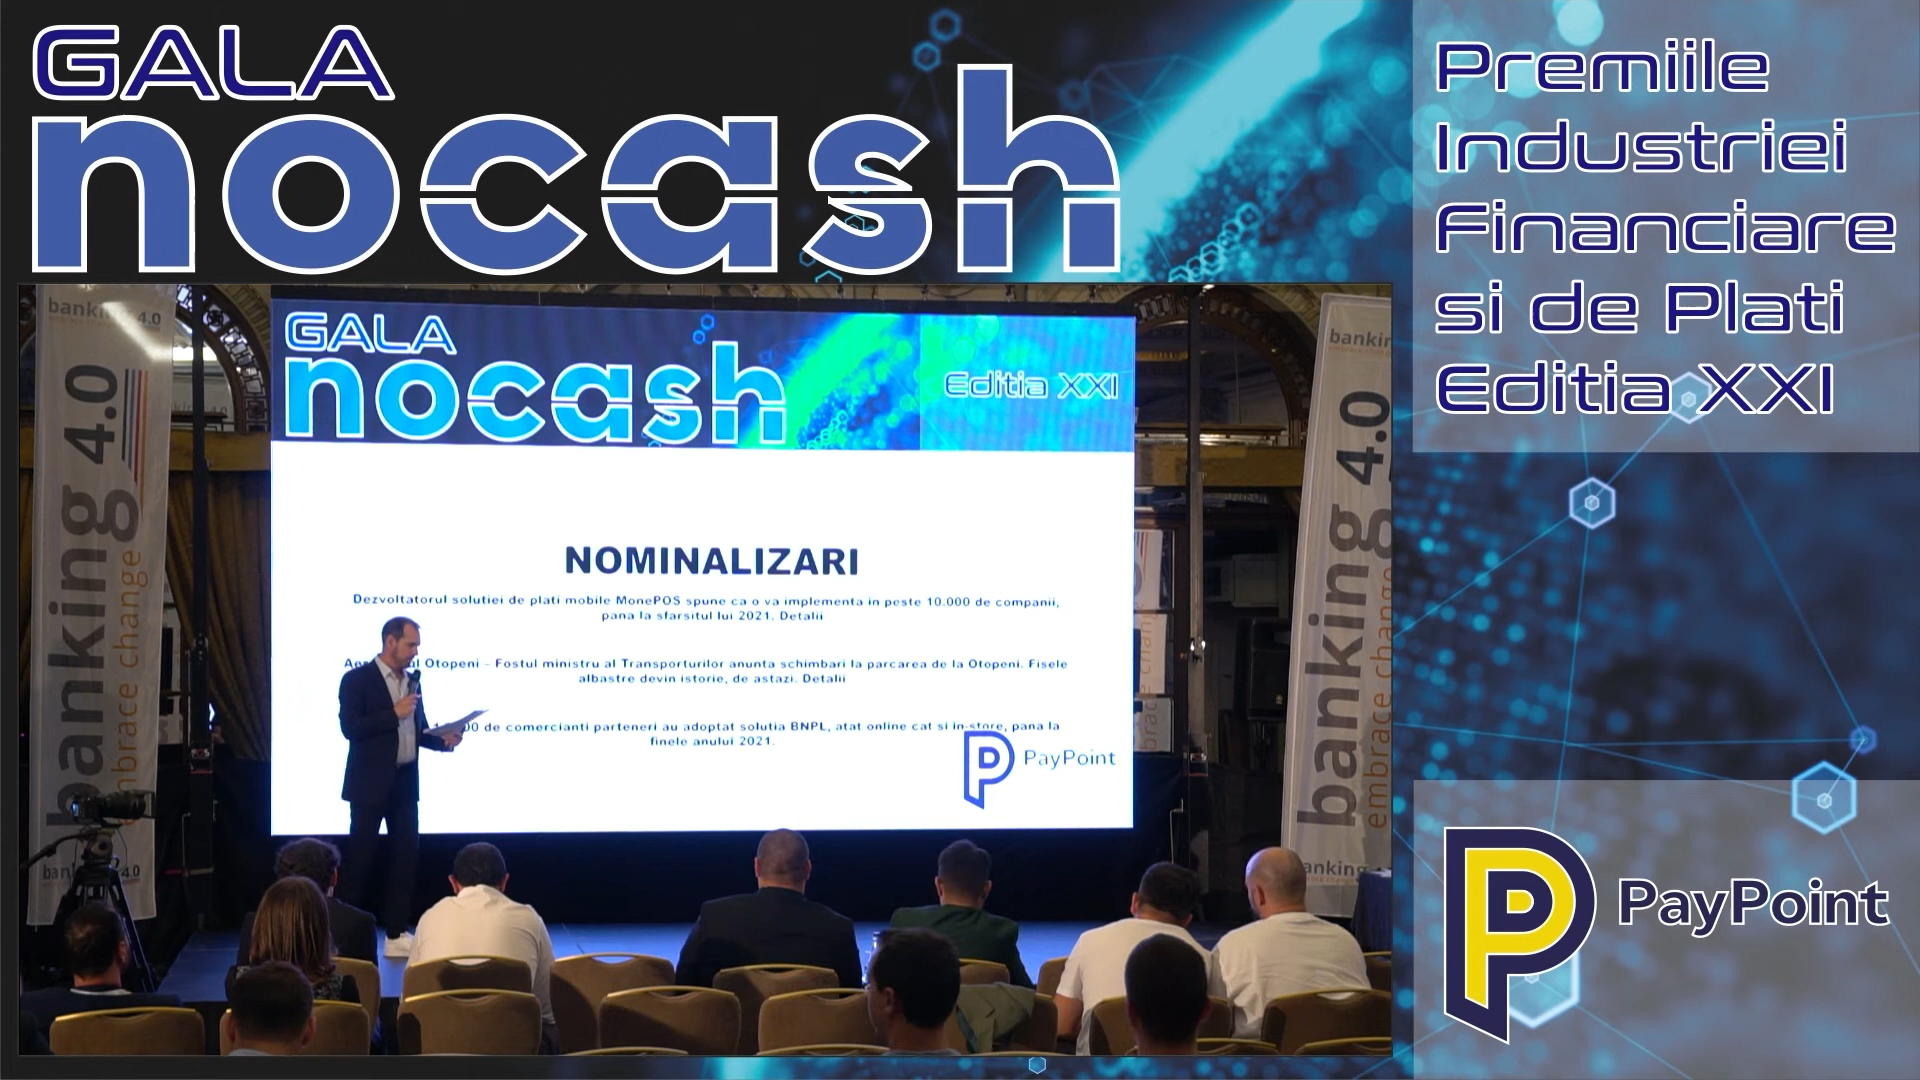 GALA
nocash
Premiile
Industriei
Financiare
si de Plati
Editia XXI
banking 4.0
banking 4.0
embrace change
GALA
nocash
Editia XXI
NOMINALIZARI
Dezvoltatorul solutiei de plati mobile MonePOS spune ca o va implementa in peste 10.000 de companii,
pana la sfarsitul lui 2021. Detalii
Otopeni - Fostul ministru al Transporturilor anunta schimbari la parcarea de la Otopeni. Fisele
albastre devin istorie, de astazi. Detalii
de comercianti parteneri au adoptat solutia BNPL, atat online cat si in-store, pana la
finele anului 2021.
PayPoint
banking 4.0
embrace change
PayPoint